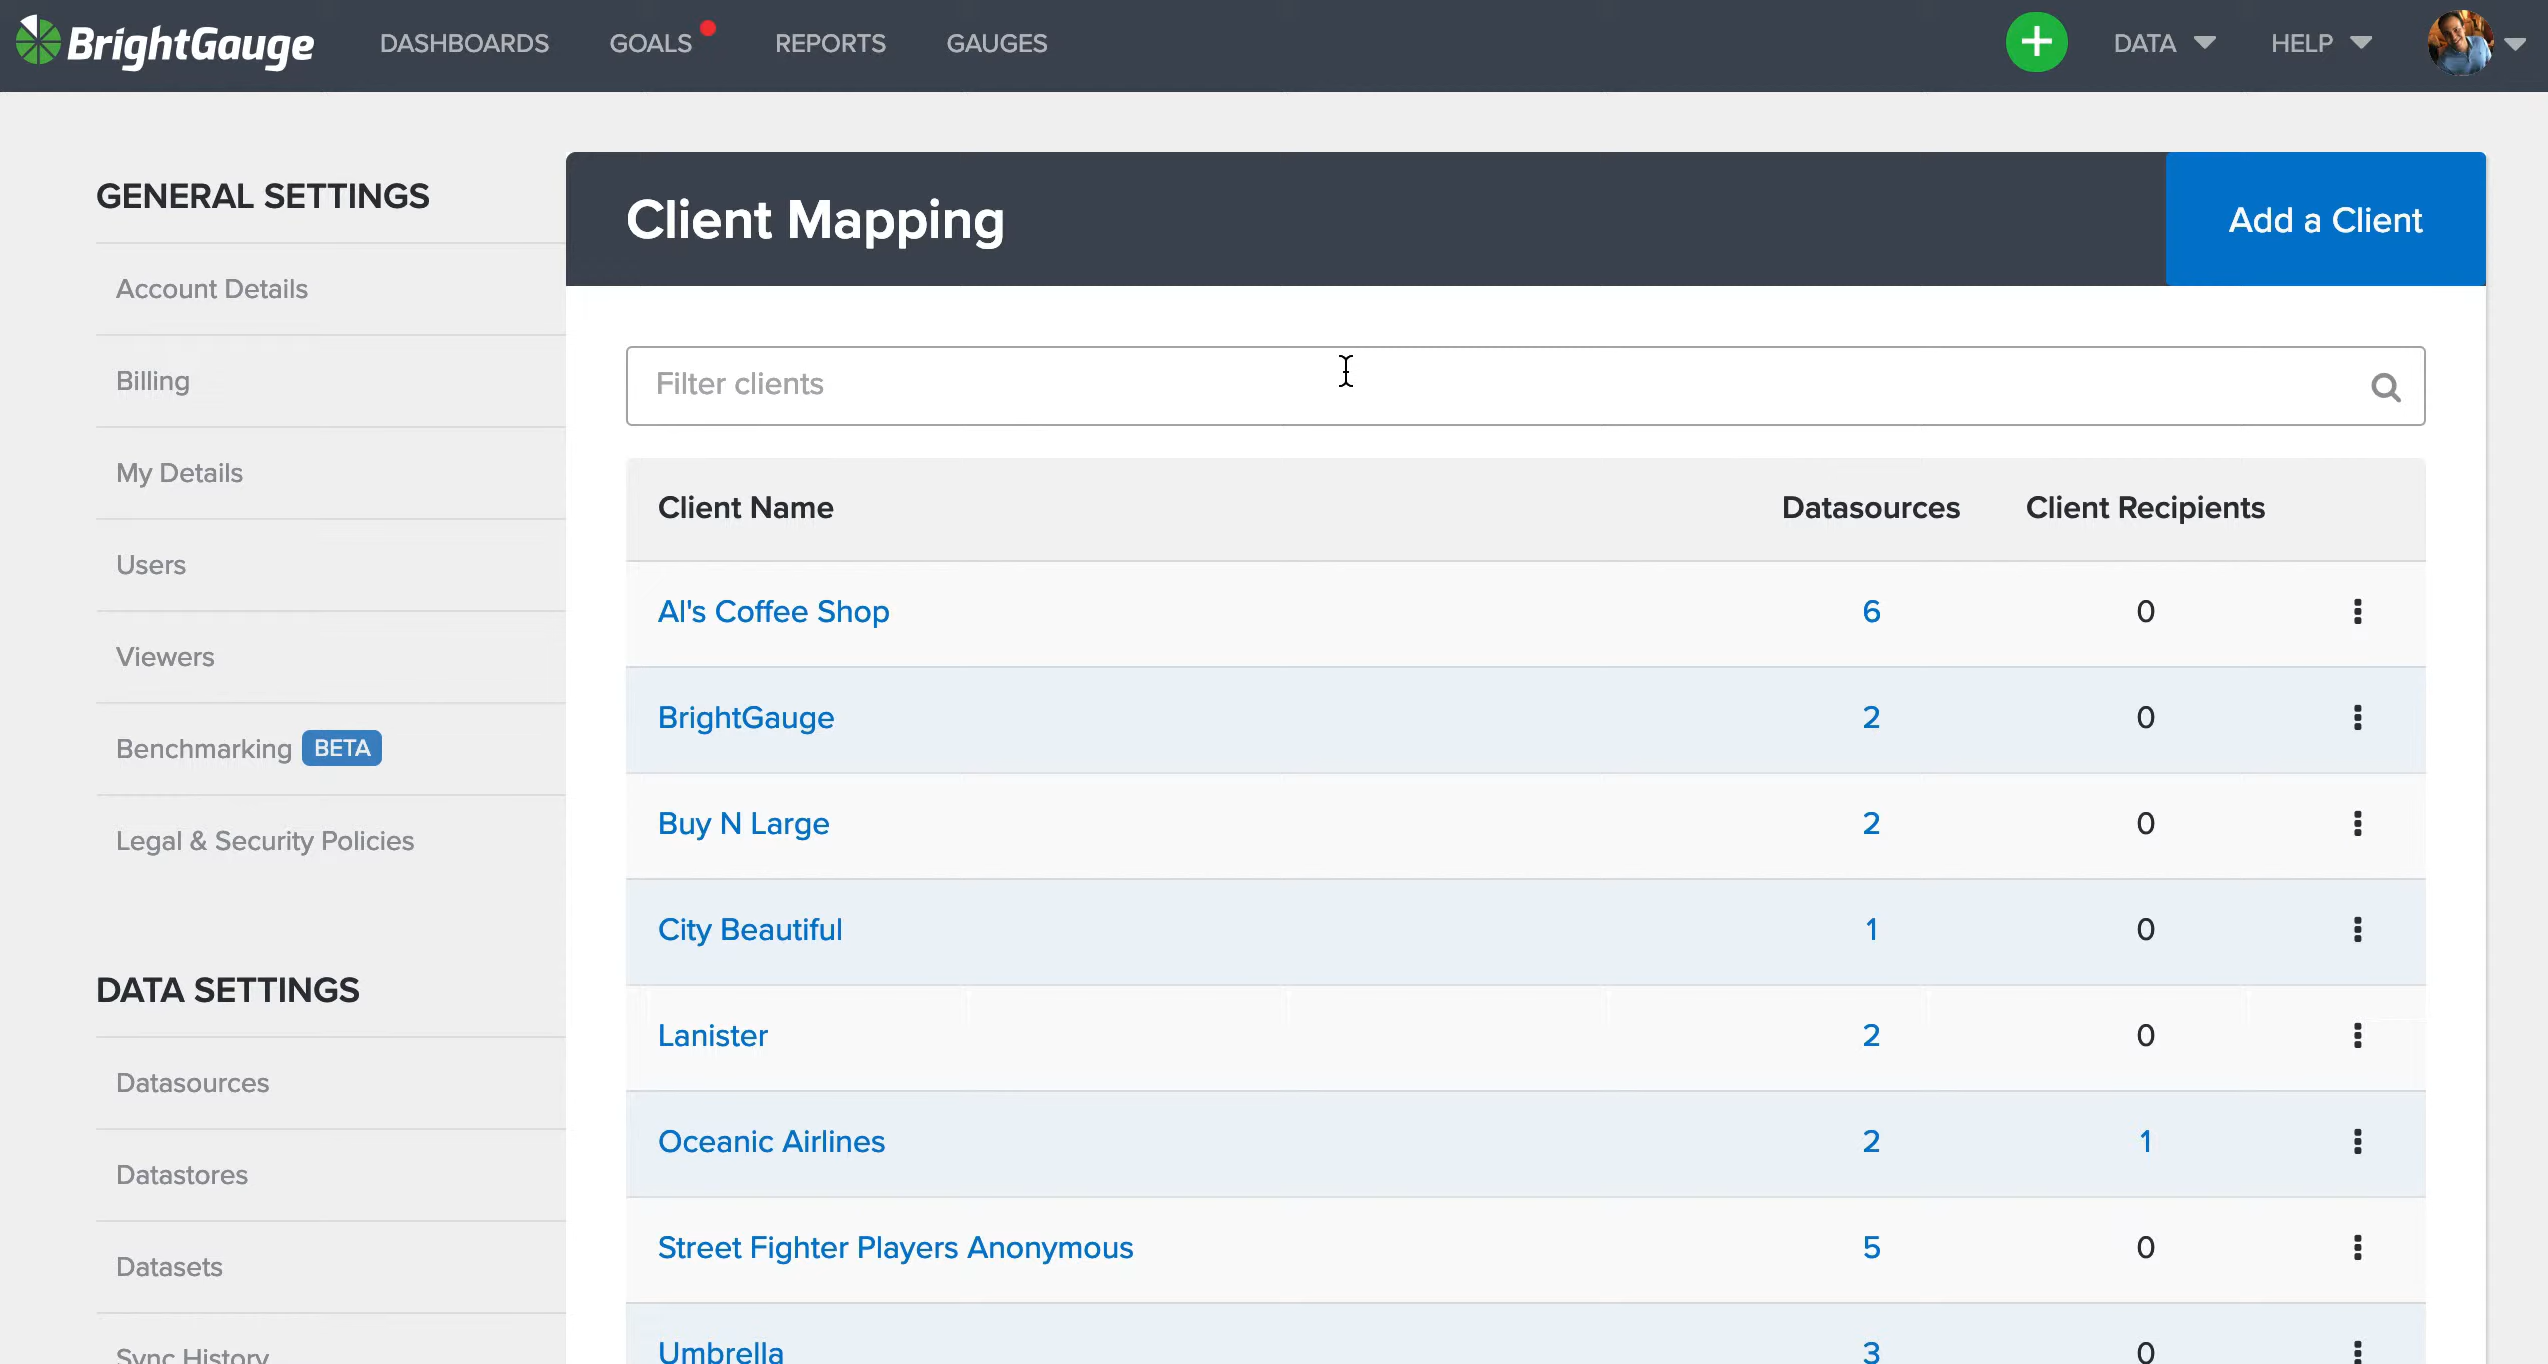 BrightGauge DASHBOARDS GOALS REPORTS GAUGES DATA HELP
GENERAL SETTINGS
Account Details
Billing
My Details
Users
Viewers
Benchmarking BETA
Legal & Security Policies
DATA SETTINGS
Datasources
Datastores
Datasets
Sync History
Client Mapping
Add a Client
Filter clients
Client Name Datasources Client Recipients
Al's Coffee Shop 6 0
BrightGauge 2 0
Buy N Large 2 0
City Beautiful 1 0
Lanister 2 0
Oceanic Airlines 2 1
Street Fighter Players Anonymous 5 0
Umbrella 3 0